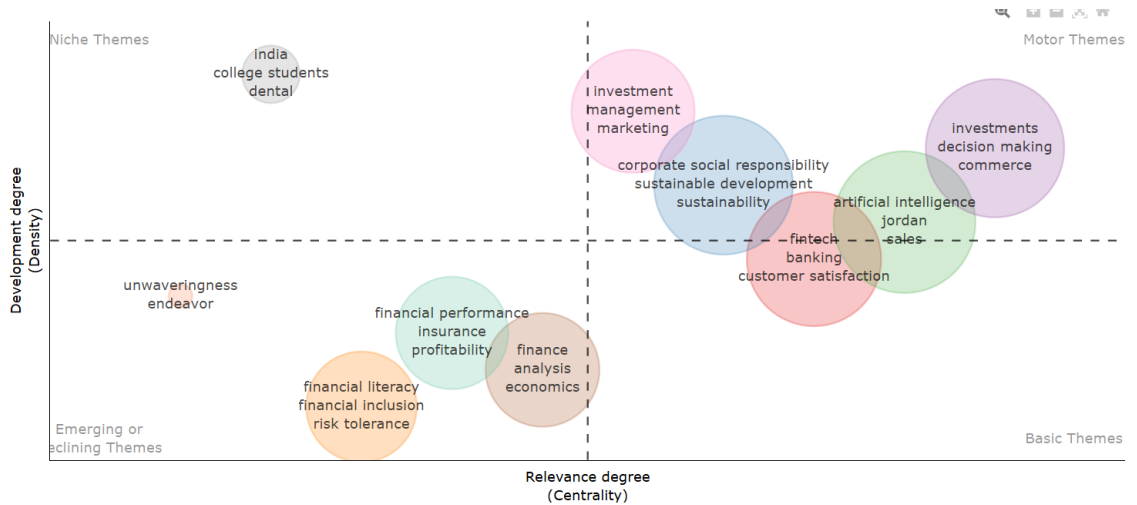 Niche Themes
Motor Themes
india
college students
dental
investment
management
marketing
investments
decision making
commerce
corporate social responsibility
sustainable development
sustainability
artificial intelligence
jordan
sales
fintech
banking
customer satisfaction
unwaveringness
endeavor
financial performance
insurance
profitability
finance
analysis
economics
financial literacy
financial inclusion
risk tolerance
Emerging or
eclining Themes
Basic Themes
Development degree
(Density)
Relevance degree
(Centrality)